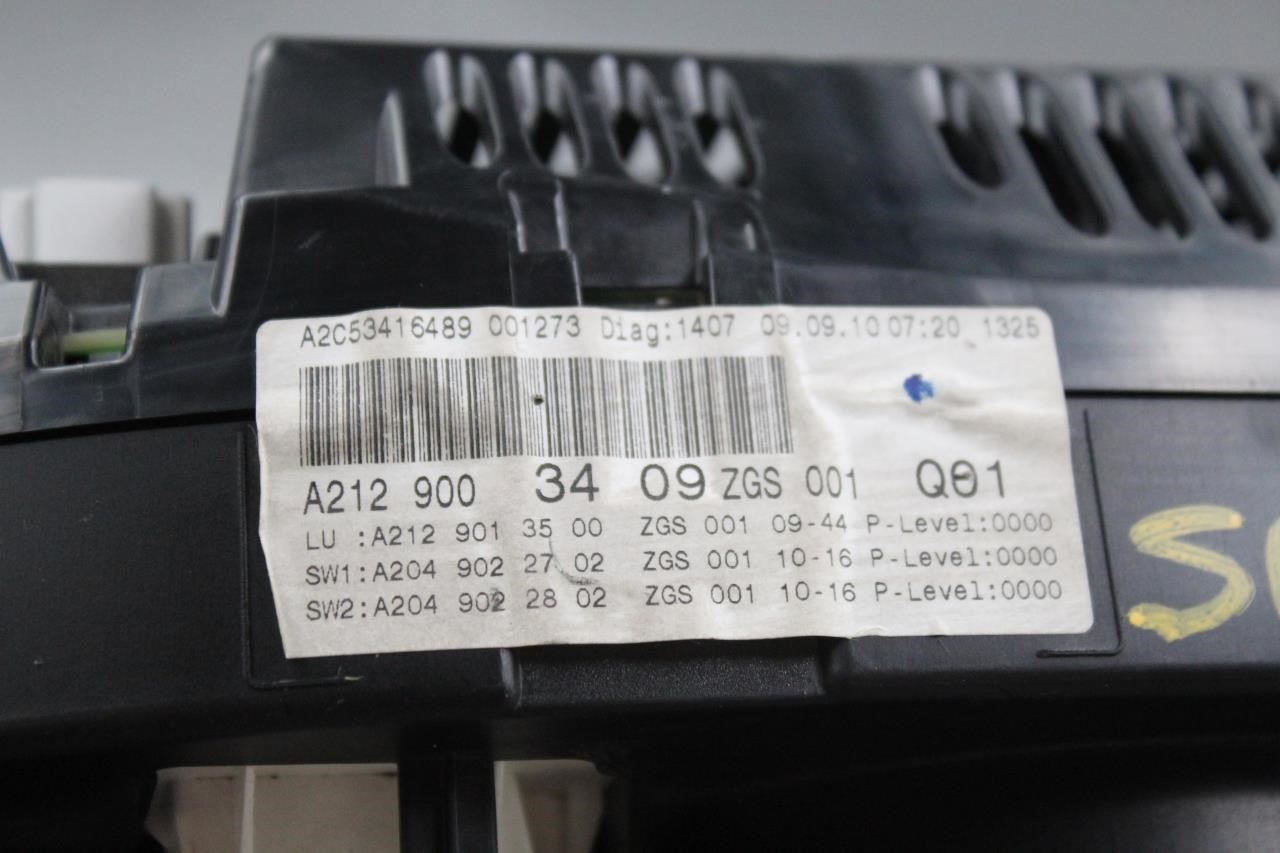 A2C53416489 001273 Diag:1407 09.09.10 07:20 1325
A212 900 34 09 ZGS 001 Q01
LU :A212 901 35 00 ZGS 001 09-44 P-Level:0000
SW1:A204 902 27 02 ZGS 001 10-16 P-Level:0000
SW2:A204 902 28 02 ZGS 001 10-16 P-Level:0000